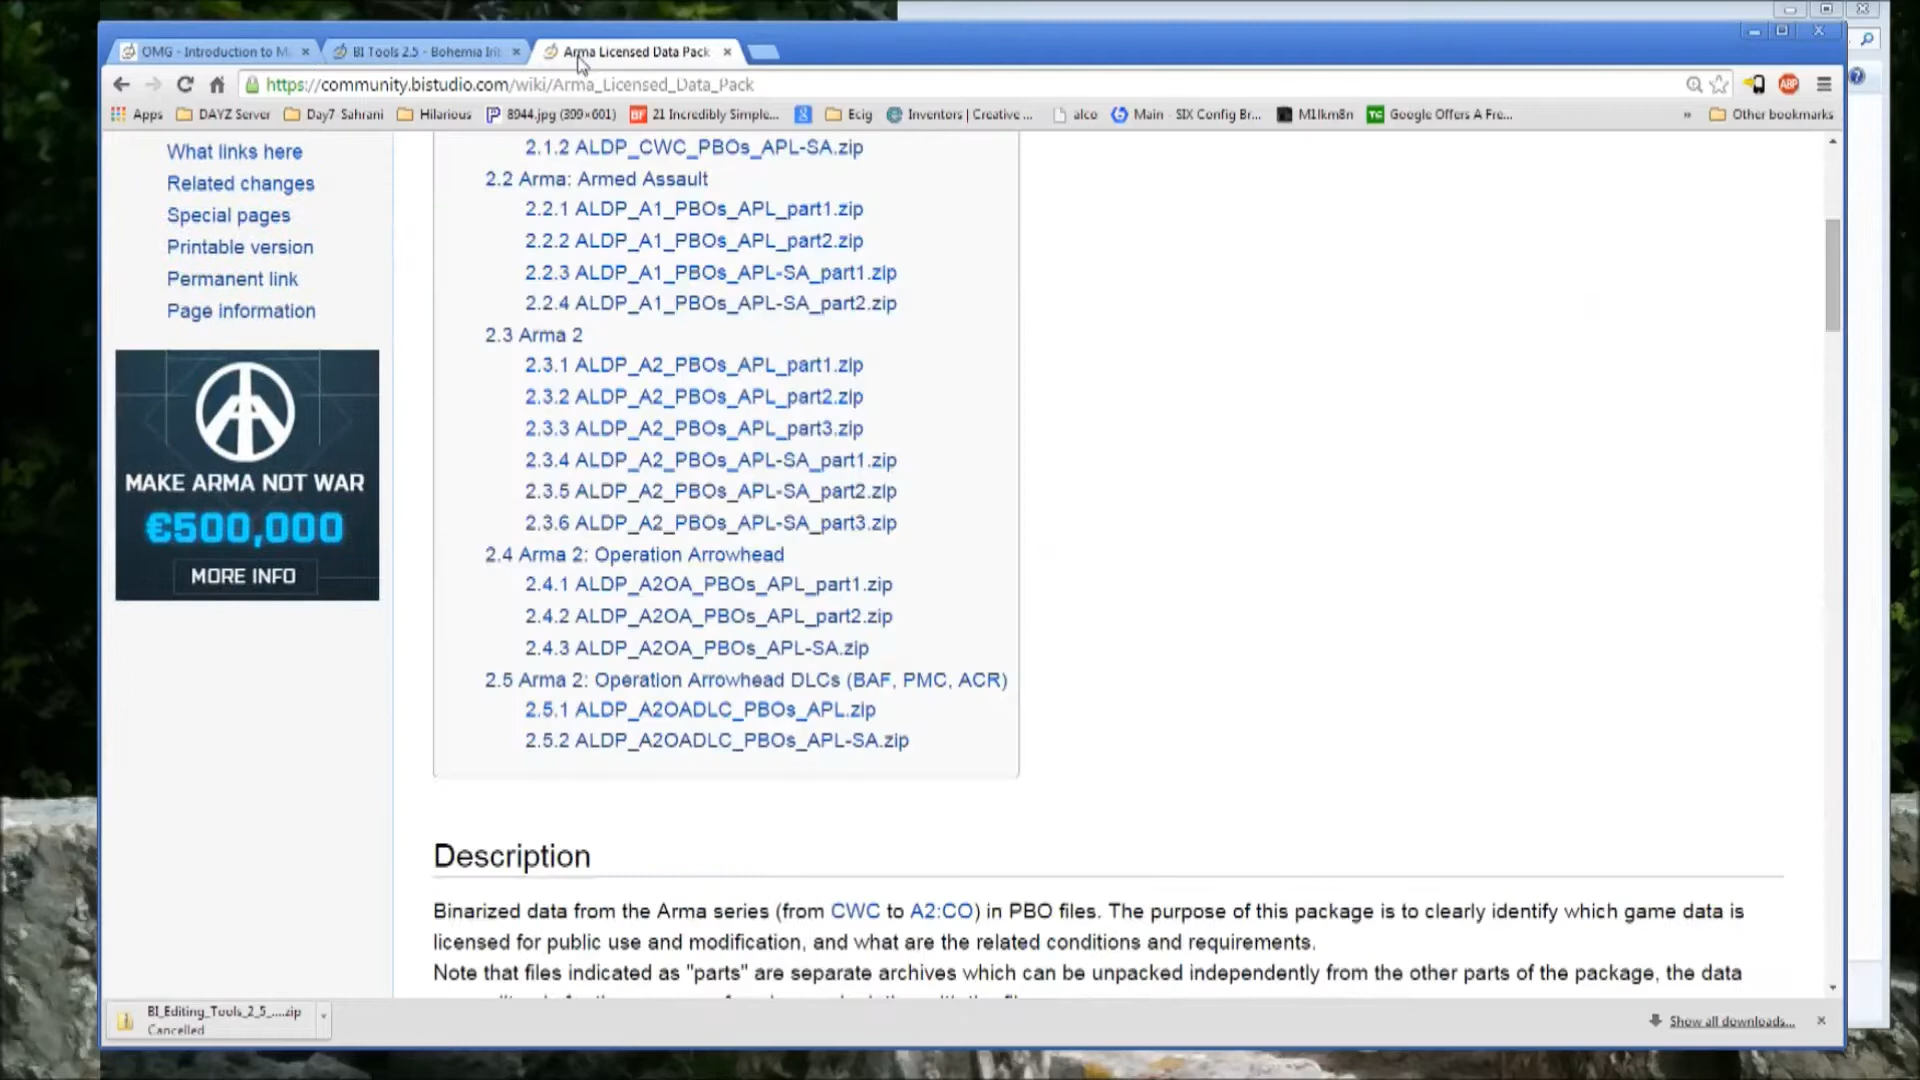 OMG - Introduction to M
BI Tools 2.5 - Bohemia Int
Arma Licensed Data Pack
https://community.bistudio.com/wiki/Arma_Licensed_Data_Pack
Apps
DAYZ Server
Day7 Sahrani
Hilarious
8944.jpg (399×601)
21 Incredibly Simple...
Ecig
Inventors | Creative ...
alco
Main - SIX Config Br...
M1lkm8n
Google Offers A Fre...
»
Other bookmarks
What links here
Related changes
Special pages
Printable version
Permanent link
Page information
MAKE ARMA NOT WAR
€500,000
MORE INFO
2.1.2 ALDP_CWC_PBOs_APL-SA.zip
2.2 Arma: Armed Assault
2.2.1 ALDP_A1_PBOs_APL_part1.zip
2.2.2 ALDP_A1_PBOs_APL_part2.zip
2.2.3 ALDP_A1_PBOs_APL-SA_part1.zip
2.2.4 ALDP_A1_PBOs_APL-SA_part2.zip
2.3 Arma 2
2.3.1 ALDP_A2_PBOs_APL_part1.zip
2.3.2 ALDP_A2_PBOs_APL_part2.zip
2.3.3 ALDP_A2_PBOs_APL_part3.zip
2.3.4 ALDP_A2_PBOs_APL-SA_part1.zip
2.3.5 ALDP_A2_PBOs_APL-SA_part2.zip
2.3.6 ALDP_A2_PBOs_APL-SA_part3.zip
2.4 Arma 2: Operation Arrowhead
2.4.1 ALDP_A2OA_PBOs_APL_part1.zip
2.4.2 ALDP_A2OA_PBOs_APL_part2.zip
2.4.3 ALDP_A2OA_PBOs_APL-SA.zip
2.5 Arma 2: Operation Arrowhead DLCs (BAF, PMC, ACR)
2.5.1 ALDP_A2OADLC_PBOs_APL.zip
2.5.2 ALDP_A2OADLC_PBOs_APL-SA.zip
Description
Binarized data from the Arma series (from CWC to A2:CO) in PBO files. The purpose of this package is to clearly identify which game data is
licensed for public use and modification, and what are the related conditions and requirements.
Note that files indicated as "parts" are separate archives which can be unpacked independently from the other parts of the package, the data
BI_Editing_Tools_2_5_....zip
Cancelled
Show all downloads...